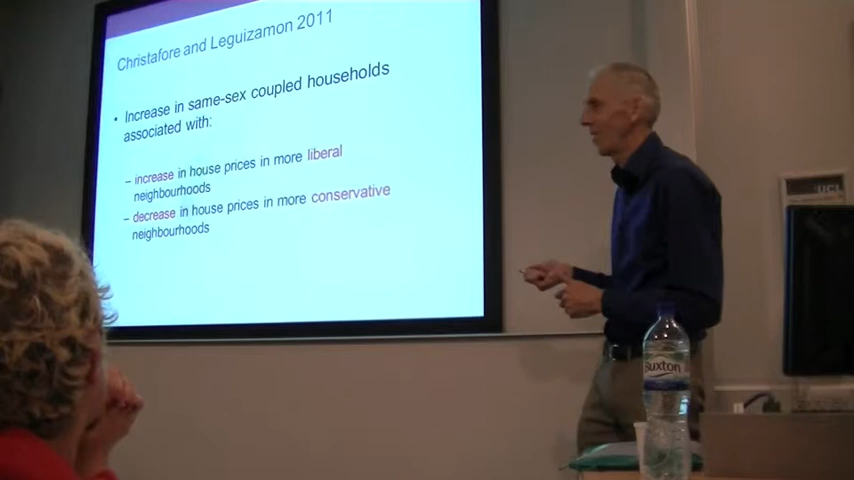 Christafore and Leguizamon 2011
• Increase in same-sex coupled households
associated with:
– increase in house prices in more liberal
neighbourhoods
– decrease in house prices in more conservative
neighbourhoods
UCL
Buxton